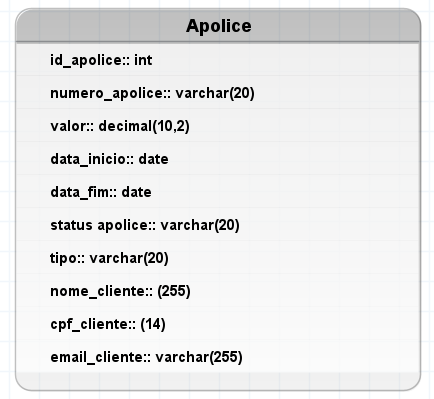 Apolice
id_apolice:: int
numero_apolice:: varchar(20)
valor:: decimal(10,2)
data_inicio:: date
data_fim:: date
status apolice:: varchar(20)
tipo:: varchar(20)
nome_cliente:: (255)
cpf_cliente:: (14)
email_cliente:: varchar(255)